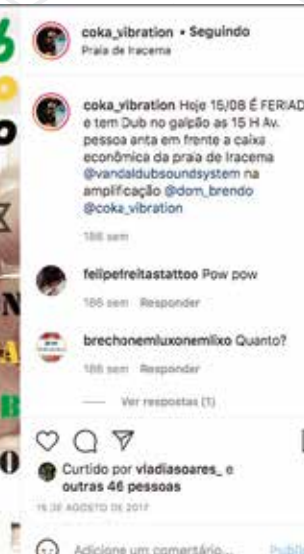 coka_vibration • Seguindo
Praia de Iracema
coka_vibration Hoje 15/08 É FERIAD
e tem Dub no galpão as 15 H Av.
pessoa anta em frente a caixa
econômica da praia de Iracema
@vandaldubsoundsystem na
amplificação @dom_brendo
@coka_vibration
186 sem
felipefreitastattoo Pow pow
186 sem Responder
brechonemluxonemlixo Quanto?
186 sem Responder
Ver respostas (1)
Curtido por vladiasoares_ e
outras 46 pessoas
15 DE AGOSTO DE 2017
Adicione um comentário... Public